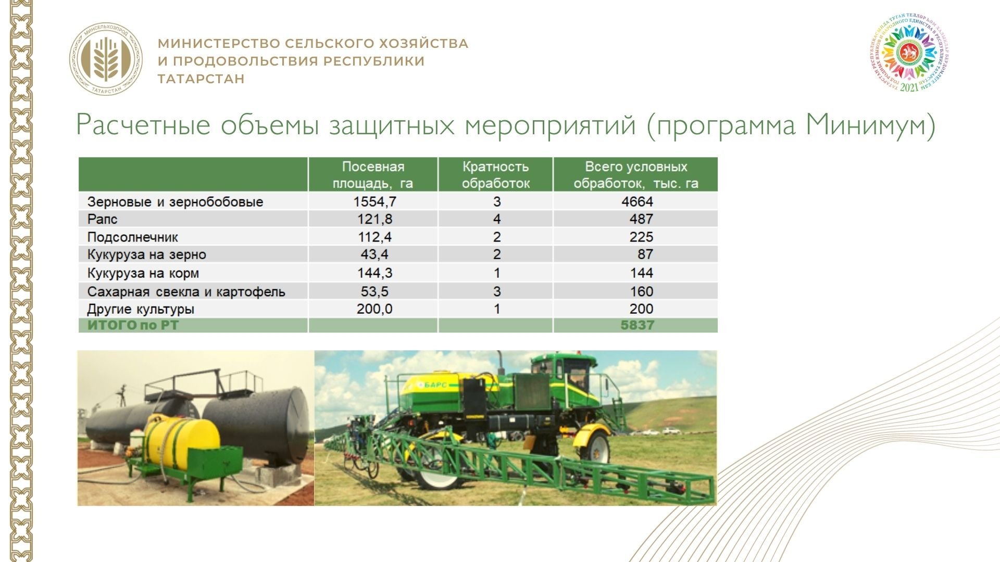 МИНСЕЛЬХОЗПРОД
ТАТАРСТАН
МИНИСТЕРСТВО СЕЛЬСКОГО ХОЗЯЙСТВА
И ПРОДОВОЛЬСТВИЯ РЕСПУБЛИКИ
ТАТАРСТАН
ТАТАРСТАН РЕСПУБЛИКАСЫНДА ТУГАН ТЕЛЛӘР ҺӘМ ХАЛЫКЛАР БЕРДӘМЛЕГЕ ЕЛЫ
ГОД РОДНЫХ ЯЗЫКОВ И НАРОДНОГО ЕДИНСТВА В РЕСПУБЛИКЕ ТАТАРСТАН
2021
Расчетные объемы защитных мероприятий (программа Минимум)
Посевная площадь, га Кратность обработок Всего условных обработок, тыс. га
Зерновые и зернобобовые 1554,7 3 4664
Рапс 121,8 4 487
Подсолнечник 112,4 2 225
Кукуруза на зерно 43,4 2 87
Кукуруза на корм 144,3 1 144
Сахарная свекла и картофель 53,5 3 160
Другие культуры 200,0 1 200
ИТОГО по РТ 5837
БАРС